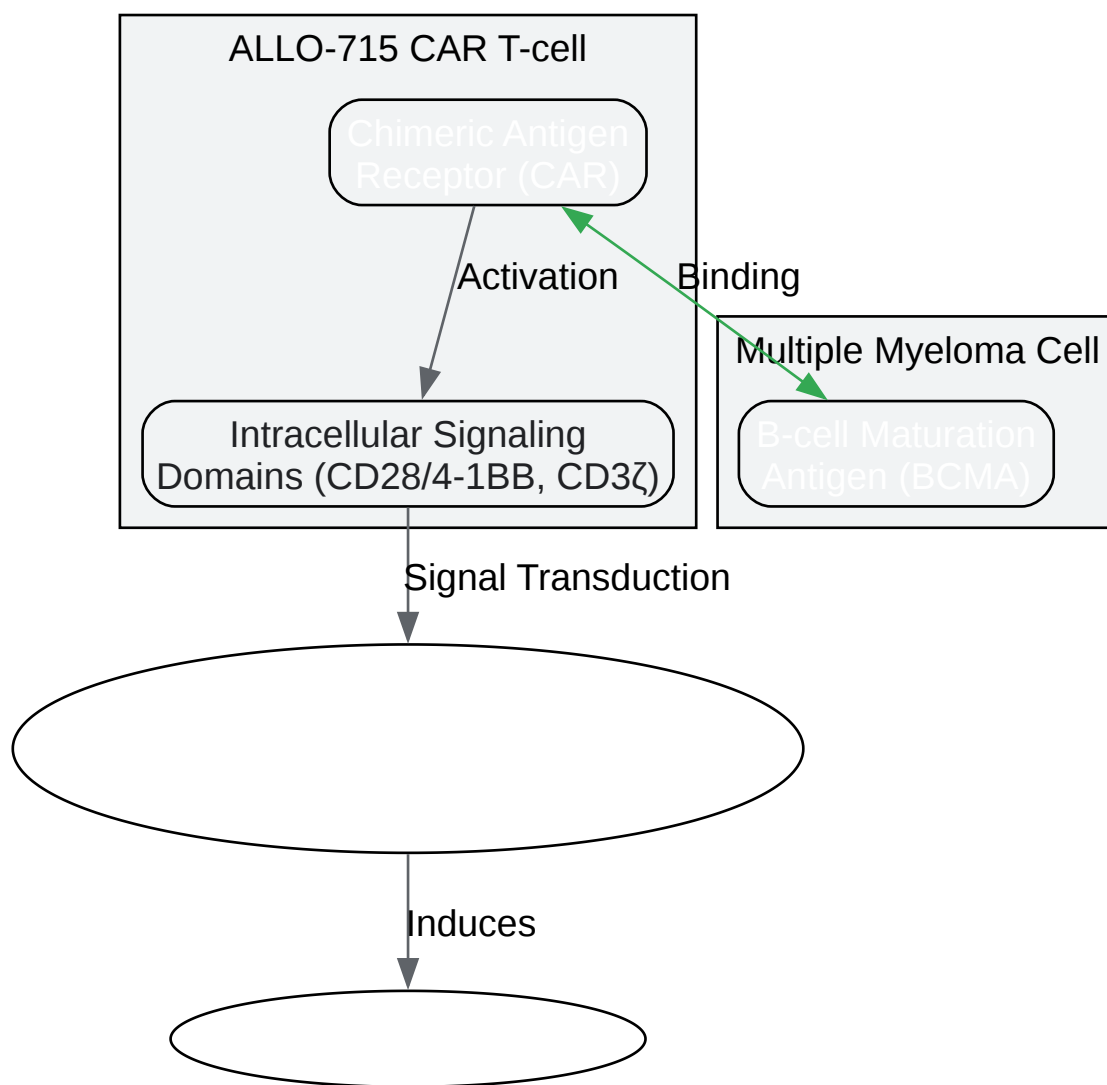 ALLO-715 CAR T-cell
Chimeric Antigen
Receptor (CAR)
Activation
Binding
Multiple Myeloma Cell
Intracellular Signaling
Domains (CD28/4-1BB, CD3ζ)
B-cell Maturation
Antigen (BCMA)
Signal Transduction
Induces